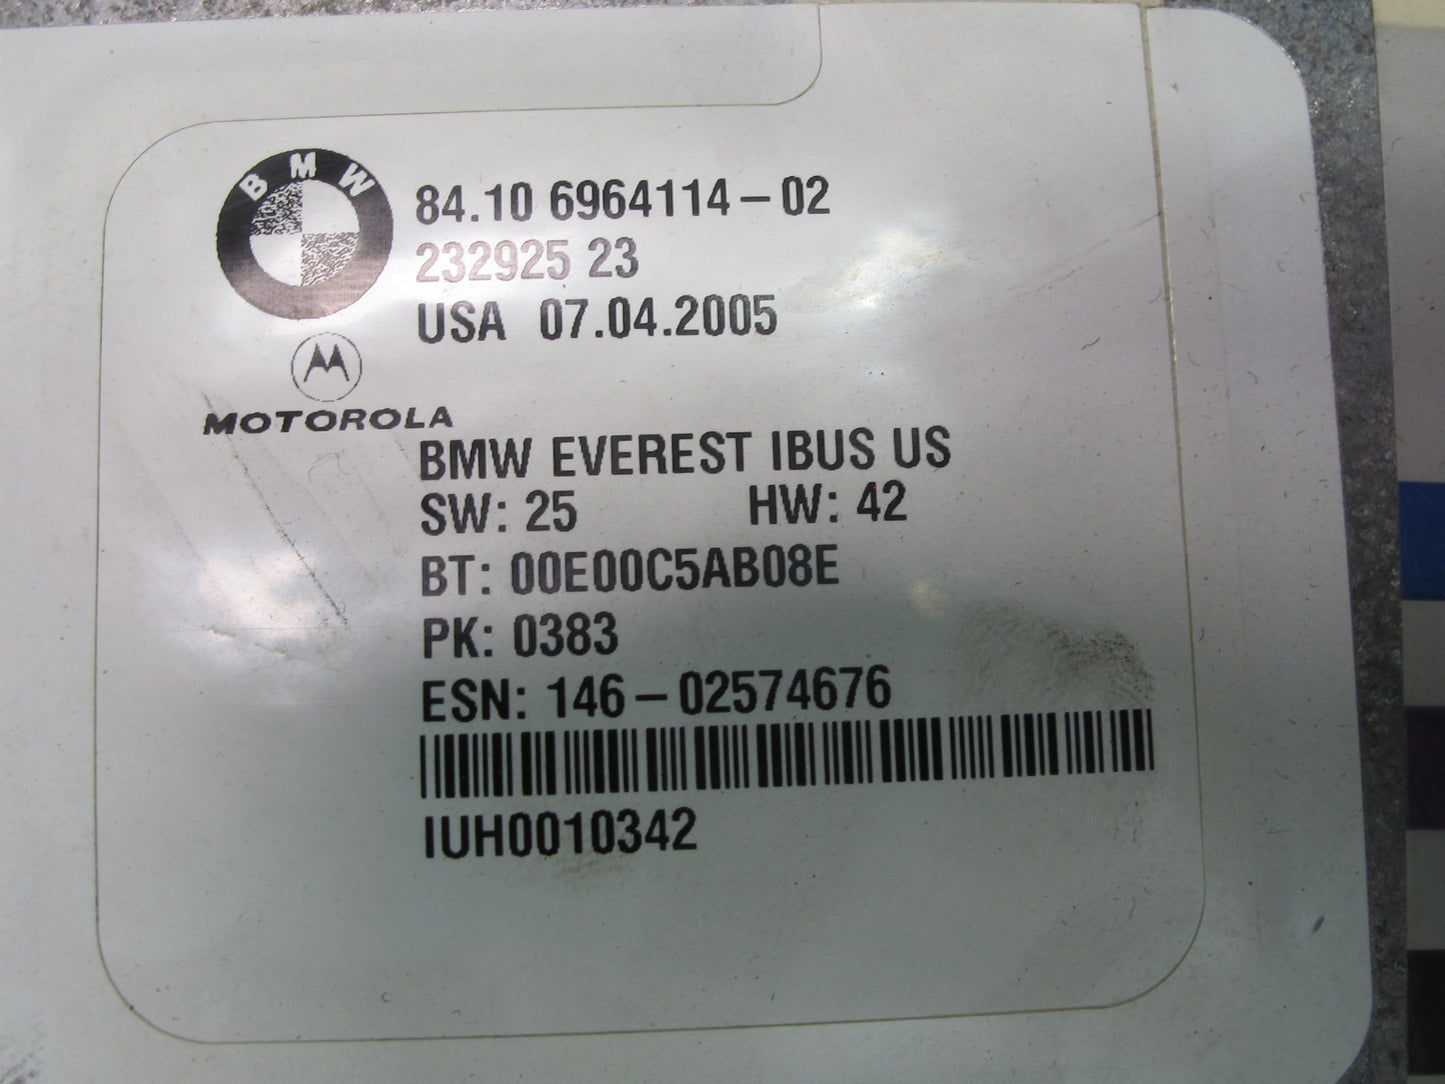 BMW
84.10 6964114-02
232925 23
USA 07.04.2005
MOTOROLA
BMW EVEREST IBUS US
SW: 25 HW: 42
BT: 00E00C5AB08E
PK: 0383
ESN: 146-02574676
IUH0010342